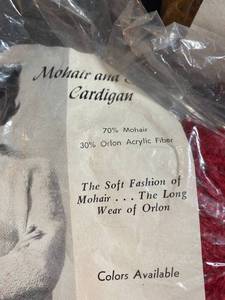 Mohair and
Cardigan
70% Mohair
30% Orlon Acrylic Fiber
The Soft Fashion of
Mohair . . . The Long
Wear of Orlon
Colors Available